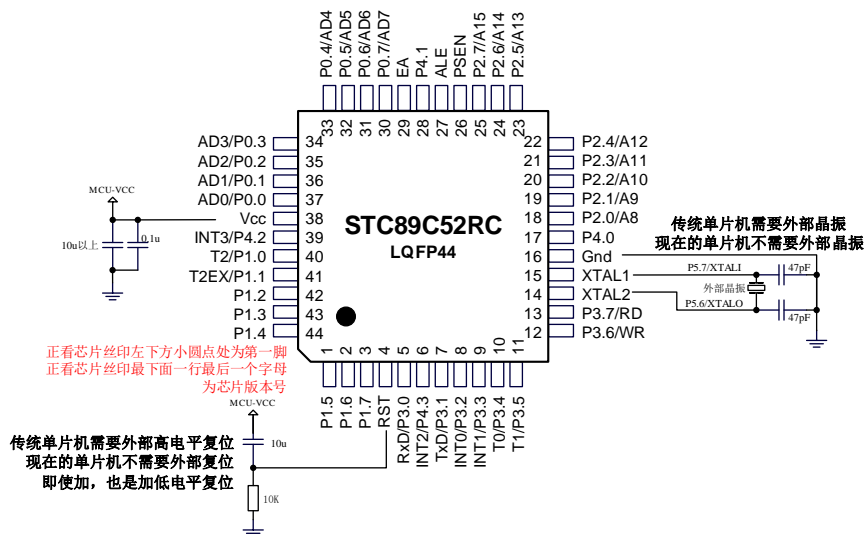 P0.4/AD4
P0.5/AD5
P0.6/AD6
P0.7/AD7
EA
P4.1
ALE
PSEN
P2.7/A15
P2.6/A14
P2.5/A13
33
32
31
30
29
28
27
26
25
24
23
AD3/P0.3 34
AD2/P0.2 35
AD1/P0.1 36
AD0/P0.0 37
Vcc 38
INT3/P4.2 39
T2/P1.0 40
T2EX/P1.1 41
P1.2 42
P1.3 43
P1.4 44
MCU-VCC
10u以上
0.1u
STC89C52RC
LQFP44
22 P2.4/A12
21 P2.3/A11
20 P2.2/A10
19 P2.1/A9
18 P2.0/A8
17 P4.0
16 Gnd
15 XTAL1
14 XTAL2
13 P3.7/RD
12 P3.6/WR
传统单片机需要外部晶振
现在的单片机不需要外部晶振
P5.7/XTALI
47pF
外部晶振
P5.6/XTALO
47pF
正看芯片丝印左下方小圆点处为第一脚
正看芯片丝印最下面一行最后一个字母
为芯片版本号
1
2
3
4
5
6
7
8
9
10
11
P1.5
P1.6
P1.7
RST
RxD/P3.0
INT2/P4.3
TxD/P3.1
INT0/P3.2
INT1/P3.3
T0/P3.4
T1/P3.5
MCU-VCC
10u
传统单片机需要外部高电平复位
现在的单片机不需要外部复位
即使加，也是加低电平复位
10K